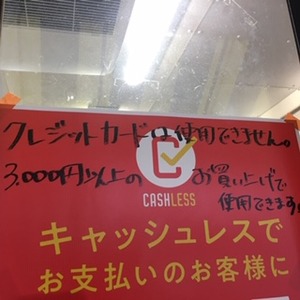 クレジットカードは使用できません。
3,000円以上の お買い上げで
使用できます。
CASHLESS
キャッシュレスで
お支払いのお客様に